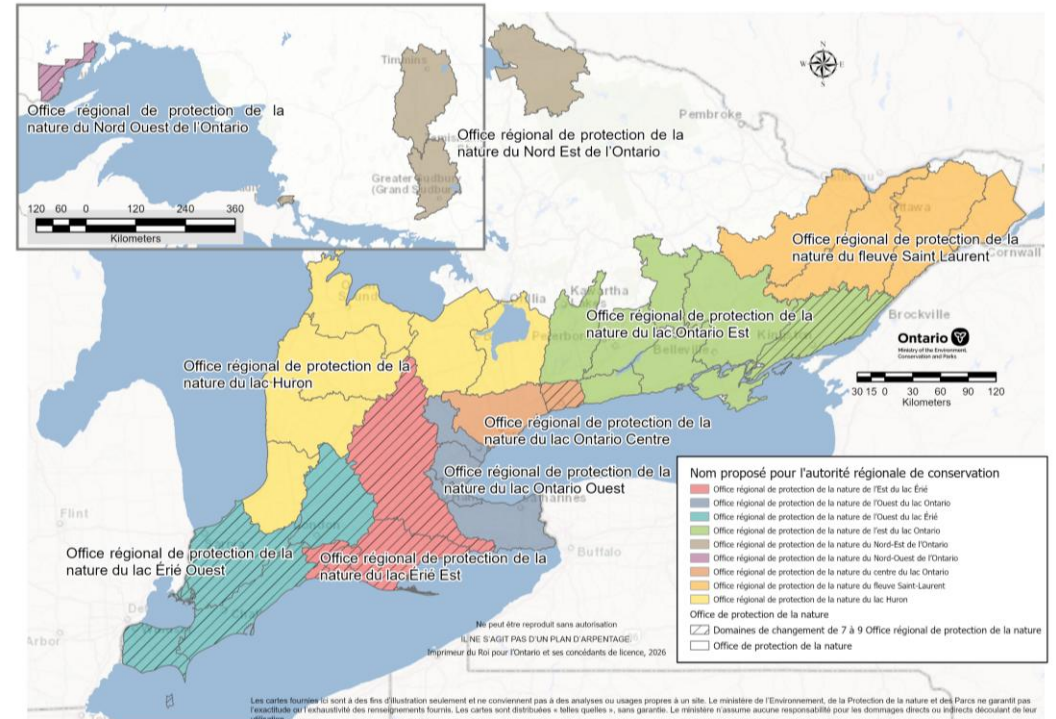 Timmins
Office régional de protection de la
nature du Nord Ouest de l'Ontario
Greater Sudbury
(Grand Sudbury)
120 60 0 120 240 360
Kilometers
Office régional de protection de la
nature du Nord Est de l'Ontario
N
W E
S
Pembroke
Ottawa
Office régional de protection de la
nature du fleuve Saint Laurent
Cornwall
Sound
Orillia
Kawartha
Lakes
Office régional de protection de la
nature du lac Ontario Est
Belleville
Kingston
Brockville
Ontario
Ministry of the Environment,
Conservation and Parks
30 15 0 30 60 90 120
Kilometers
Office régional de protection de la
nature du lac Huron
Office régional de protection de la
nature du lac Ontario Centre
Office régional de protection de la
nature du lac Ontario Ouest
Flint
Buffalo
Office régional de protection de la
nature du lac Érié Ouest
Office régional de protection de la
nature du lac Érié Est
Arbor
Nom proposé pour l'autorité régionale de conservation
Office régional de protection de la nature de l'Est du lac Érié
Office régional de protection de la nature de l'Ouest du lac Ontario
Office régional de protection de la nature de l'Ouest du lac Érié
Office régional de protection de la nature de l'est du lac Ontario
Office régional de protection de la nature du Nord-Est de l'Ontario
Office régional de protection de la nature du Nord-Ouest de l'Ontario
Office régional de protection de la nature du centre du lac Ontario
Office régional de protection de la nature du fleuve Saint-Laurent
Office régional de protection de la nature du lac Huron
Office de protection de la nature
Domaines de changement de 7 à 9 Office régional de protection de la nature
Office de protection de la nature
Ne peut être reproduit sans autorisation
IL NE S'AGIT PAS D'UN PLAN D'ARPENTAGE
Imprimeur du Roi pour l'Ontario et ses concédants de licence, 2026
Les cartes fournies ici sont à des fins d'illustration seulement et ne conviennent pas à des analyses ou usages propres à un site. Le ministère de l'Environnement, de la Protection de la nature et des Parcs ne garantit pas
l'exactitude ou l'exhaustivité des renseignements fournis. Les cartes sont distribuées « telles quelles », sans garantie. Le ministère n'assume aucune responsabilité pour les dommages directs ou indirects découlant de leur
utilisation.